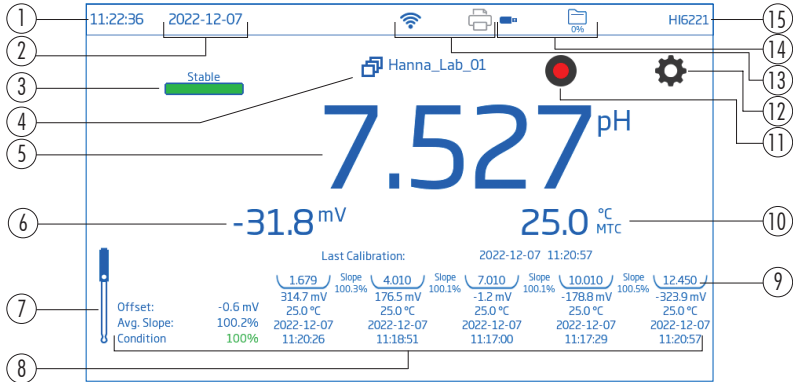 1 11:22:36 2022-12-07 HI6221 15
2 0% 14
13
3 Stable
4 Hanna_Lab_01 12
11
5 7.527 pH
6 -31.8 mV 25.0 °C MTC 10
Last Calibration: 2022-12-07 11:20:57
1.679 Slope 100.3% 4.010 Slope 100.1% 7.010 Slope 100.1% 10.010 Slope 100.5% 12.450 9
314.7 mV 176.5 mV -1.2 mV -178.8 mV -323.9 mV
7 Offset: -0.6 mV 25.0 °C 25.0 °C 25.0 °C 25.0 °C 25.0 °C
Avg. Slope: 100.2% 2022-12-07 2022-12-07 2022-12-07 2022-12-07 2022-12-07
Condition 100% 11:20:26 11:18:51 11:17:00 11:17:29 11:20:57
8